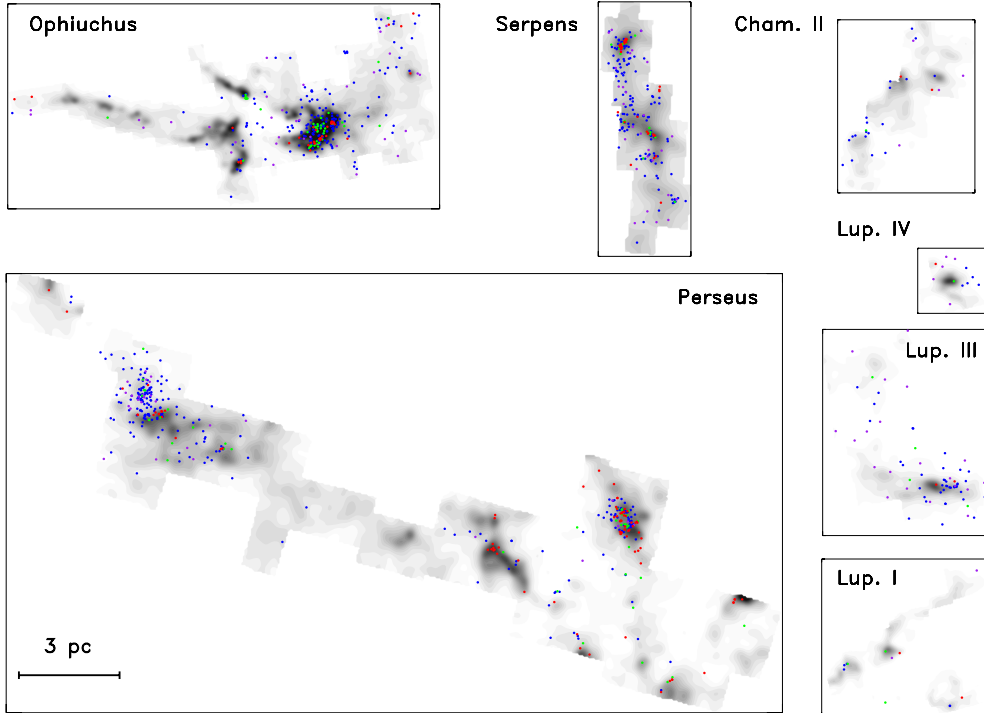 Ophiuchus
Serpens
Cham. II
Lup. IV
Perseus
Lup. III
Lup. I
3 pc